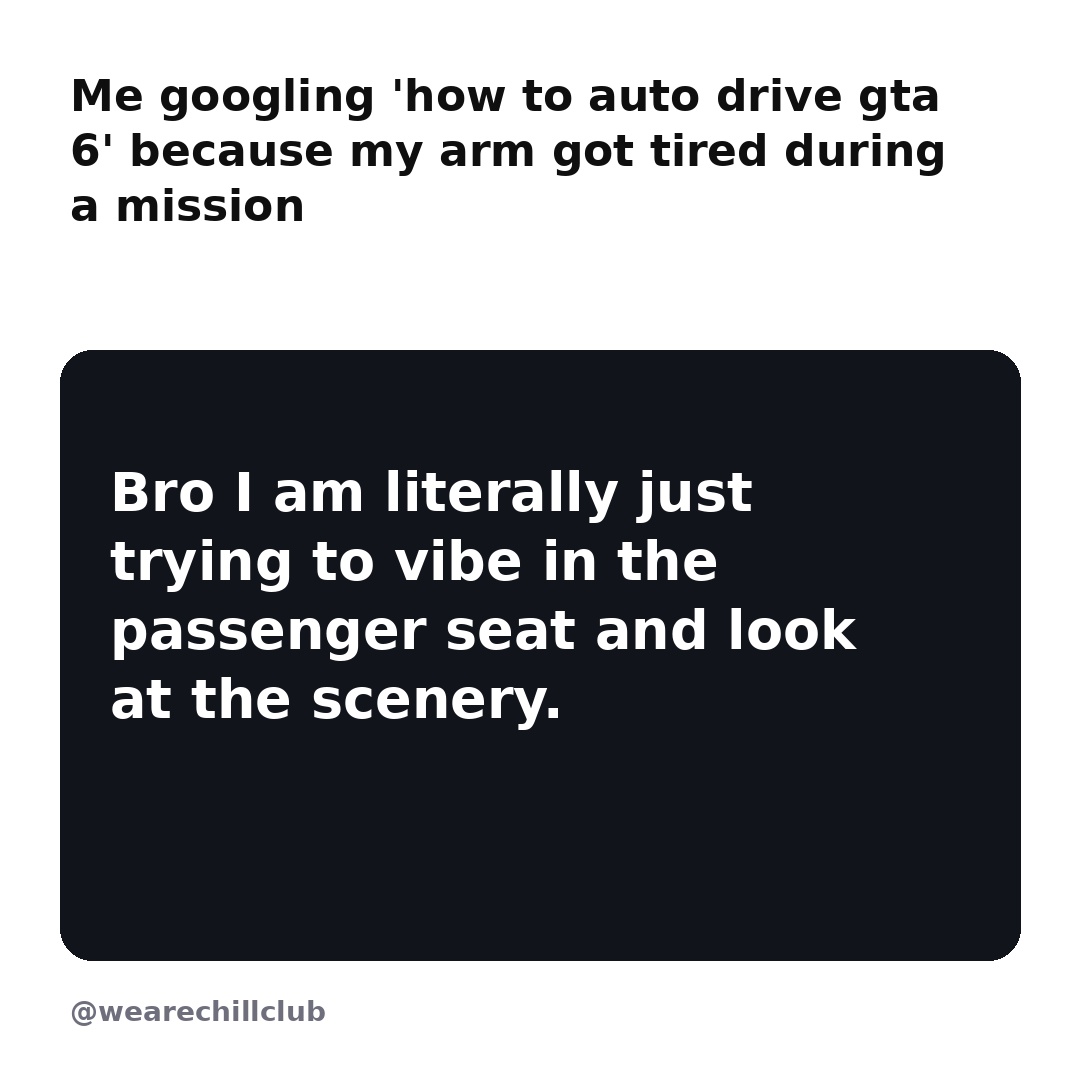 Me googling 'how to auto drive gta
6' because my arm got tired during
a mission
Bro I am literally just
trying to vibe in the
passenger seat and look
at the scenery.
@wearechillclub